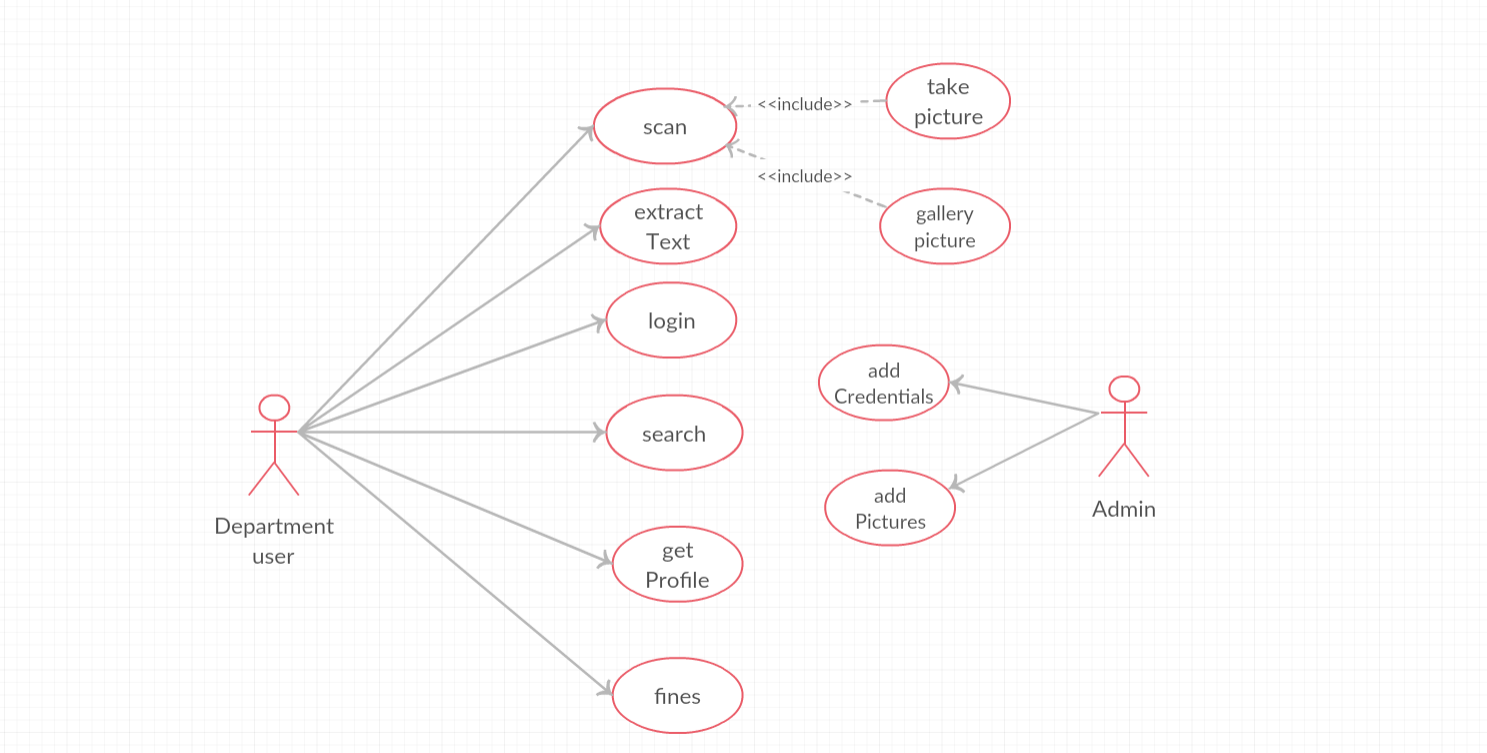 take
picture
<<include>>
scan
<<include>>
extract
Text
gallery
picture
login
add
Credentials
search
add
Pictures
Admin
Department
user
get
Profile
fines